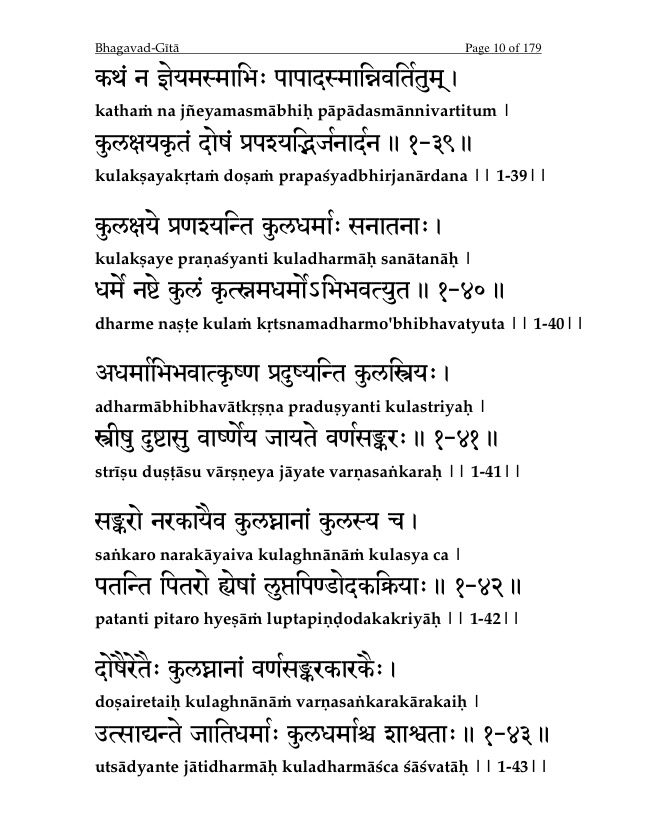 Bhagavad-Gītā Page 10 of 179
कथं न ज्ञेयमस्माभिः पापादस्मान्निवर्तितुम् ।
kathaṁ na jñeyamasmābhiḥ pāpādasmānnivartitum |
कुलक्षयकृतं दोषं प्रपश्यद्भिर्जनार्दन ॥ १-३९॥
kulakṣayakṛtaṁ doṣaṁ prapaśyadbhirjanārdana || 1-39||
कुलक्षये प्रणश्यन्ति कुलधर्माः सनातनाः ।
kulakṣaye praṇaśyanti kuladharmāḥ sanātanāḥ |
धर्मे नष्टे कुलं कृत्स्नमधर्मोऽभिभवत्युत ॥ १-४० ॥
dharme naṣṭe kulaṁ kṛtsnamadharmo'bhibhavatyuta || 1-40||
अधर्माभिभवात्कृष्ण प्रदुष्यन्ति कुलस्त्रियः ।
adharmābhibhavātkṛṣṇa praduṣyanti kulastriyaḥ |
स्त्रीषु दुष्टासु वार्ष्णेय जायते वर्णसङ्करः ॥ १-४१ ॥
strīṣu duṣṭāsu vārṣṇeya jāyate varṇasaṅkaraḥ || 1-41||
सङ्करो नरकायैव कुलघ्नानां कुलस्य च ।
saṅkaro narakāyaiva kulaghnānāṁ kulasya ca |
पतन्ति पितरो ह्येषां लुप्तपिण्डोदकक्रियाः ॥ १-४२ ॥
patanti pitaro hyeṣāṁ luptapiṇḍodakakriyāḥ || 1-42||
दोषैरेतैः कुलघ्नानां वर्णसङ्करकारकैः ।
doṣairetaiḥ kulaghnānāṁ varṇasaṅkarakārakaiḥ |
उत्साद्यन्ते जातिधर्माः कुलधर्माश्च शाश्वताः ॥ १-४३ ॥
utsādyante jātidharmāḥ kuladharmāśca śāśvatāḥ || 1-43||